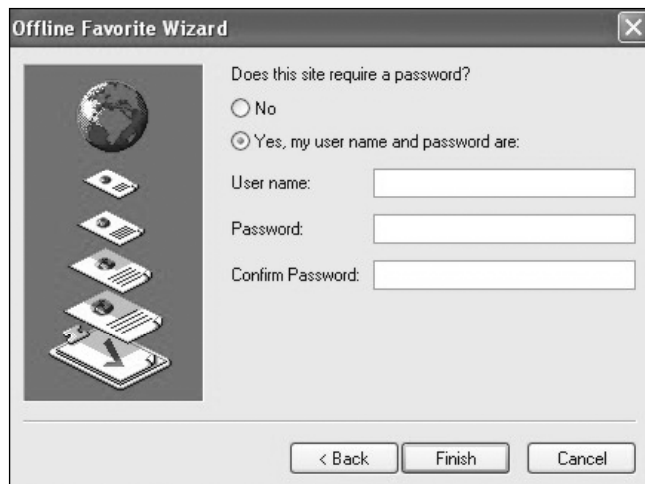 Offline Favorite Wizard
Does this site require a password?
No
Yes, my user name and password are:
User name:
Password:
Confirm Password:
< Back
Finish
Cancel